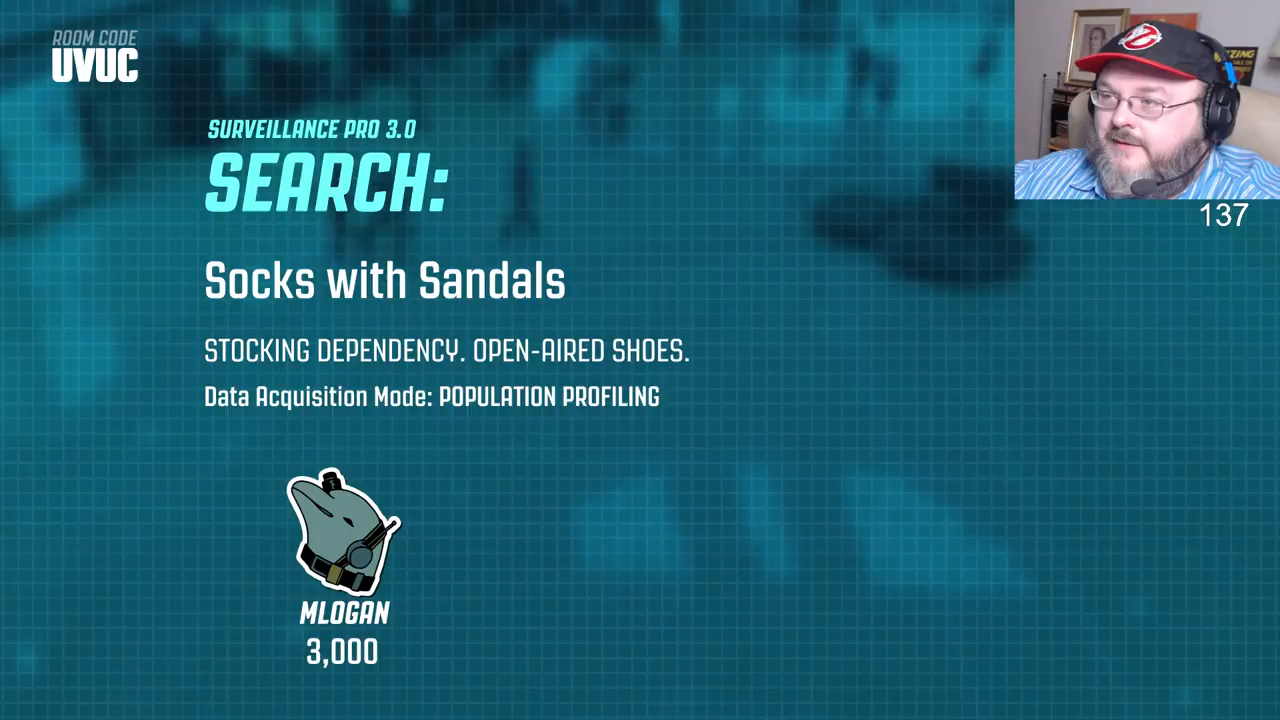 ROOM CODE
UVUC
SURVEILLANCE PRO 3.0
SEARCH:
Socks with Sandals
STOCKING DEPENDENCY. OPEN-AIRED SHOES.
Data Acquisition Mode: POPULATION PROFILING
MLOGAN
3,000
137